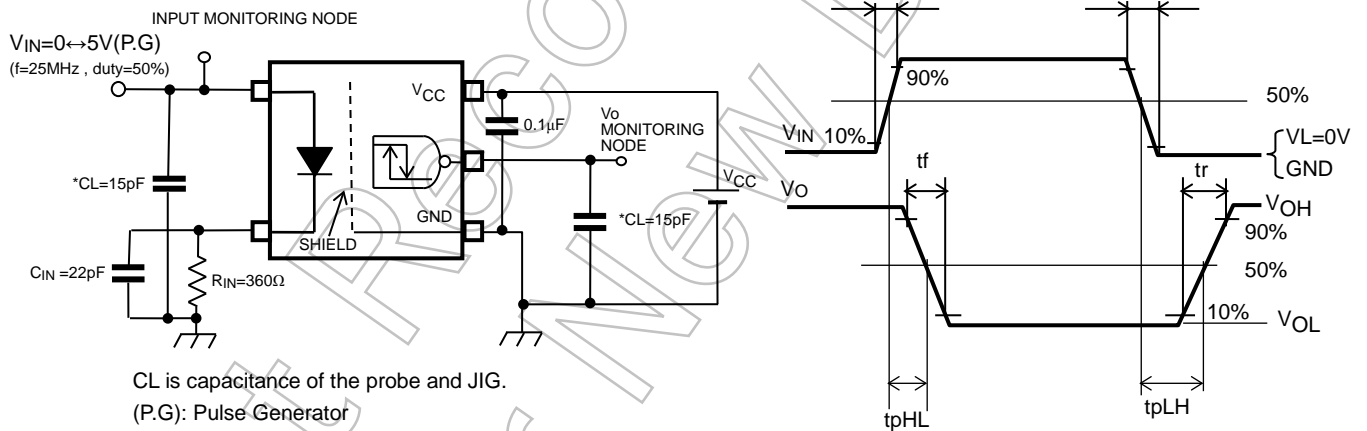 INPUT MONITORING NODE
VIN=0↔5V(P.G)
(f=25MHz , duty=50%)
VCC
0.1μF
Vo
MONITORING
NODE
*CL=15pF
GND
VCC
*CL=15pF
SHIELD
CIN =22pF
RIN=360Ω
CL is capacitance of the probe and JIG.
(P.G): Pulse Generator
90%
50%
VIN 10%
VL=0V
GND
tf
tr
VO
VOH
90%
50%
10%
VOL
tpHL
tpLH